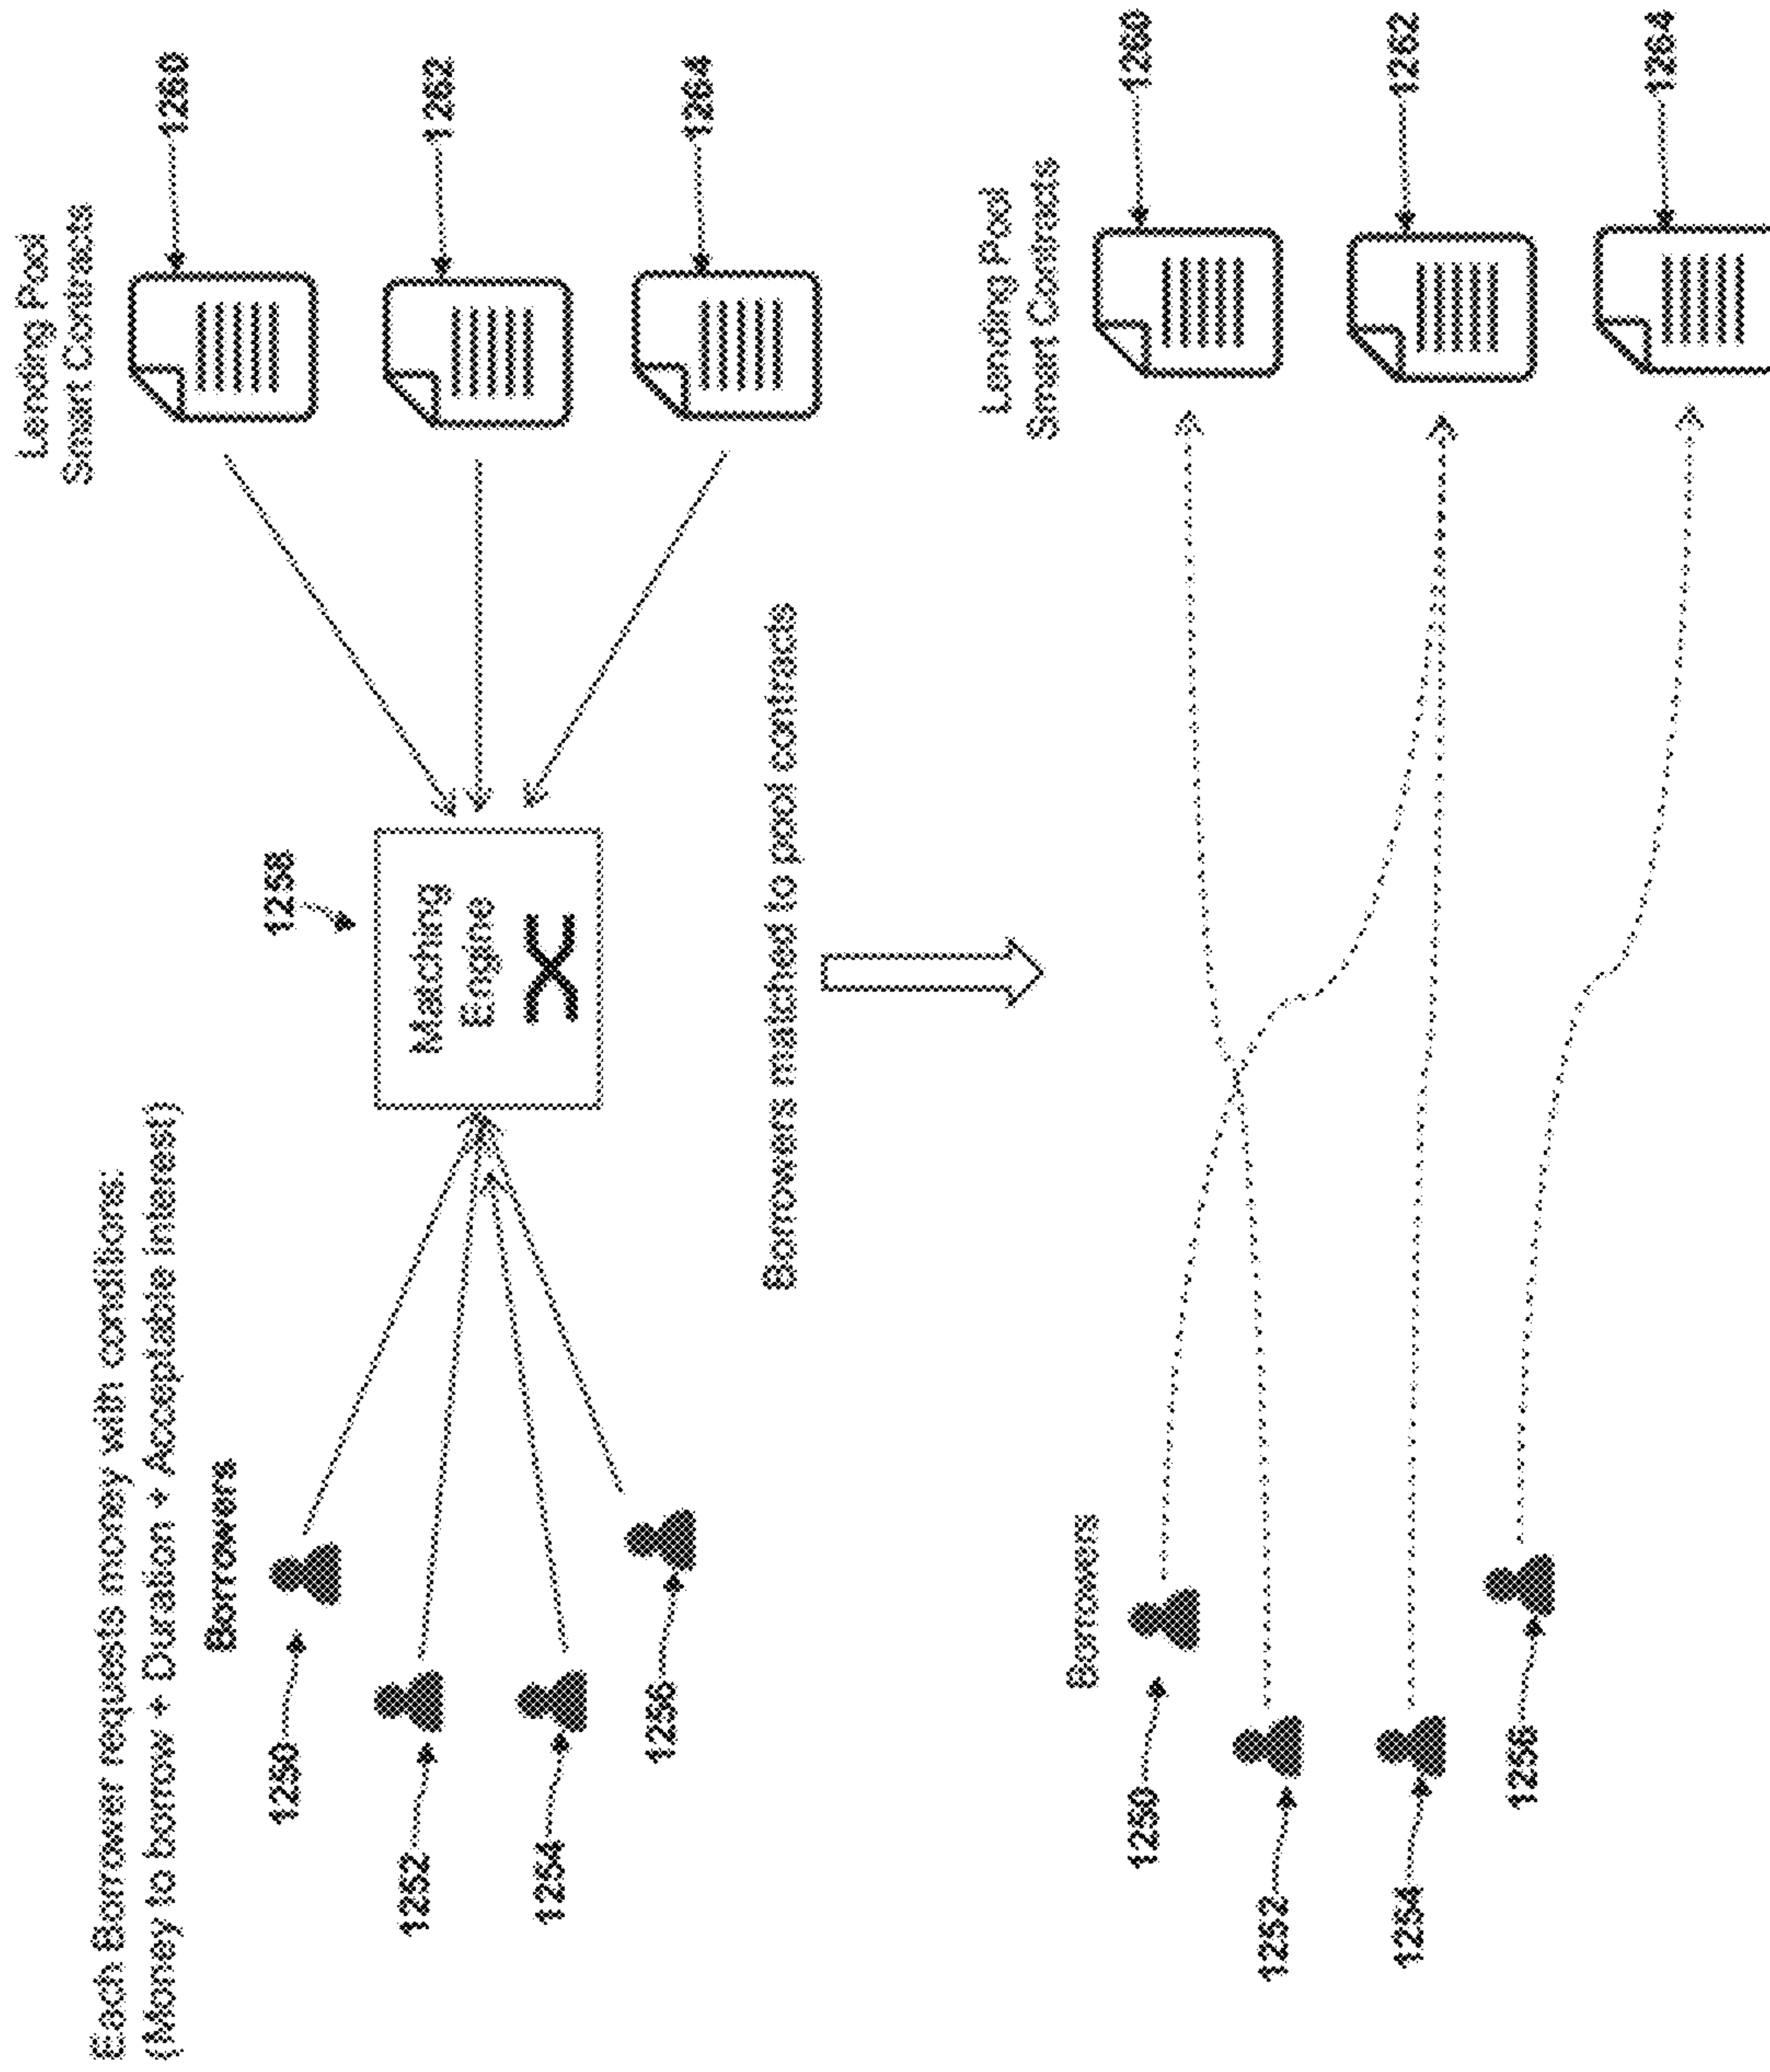 Each Borrower requests money with conditions:
(Money to borrow + Duration + Acceptable interest)
Borrowers
1250
1252
1254
1256
1258
Matching
Engine
Lending Pool
Smart Contracts
1260
1262
1264
Borrowers matched to pool contracts
Borrowers
1250
1252
1254
1256
Lending Pool
Smart Contracts
1260
1262
1264